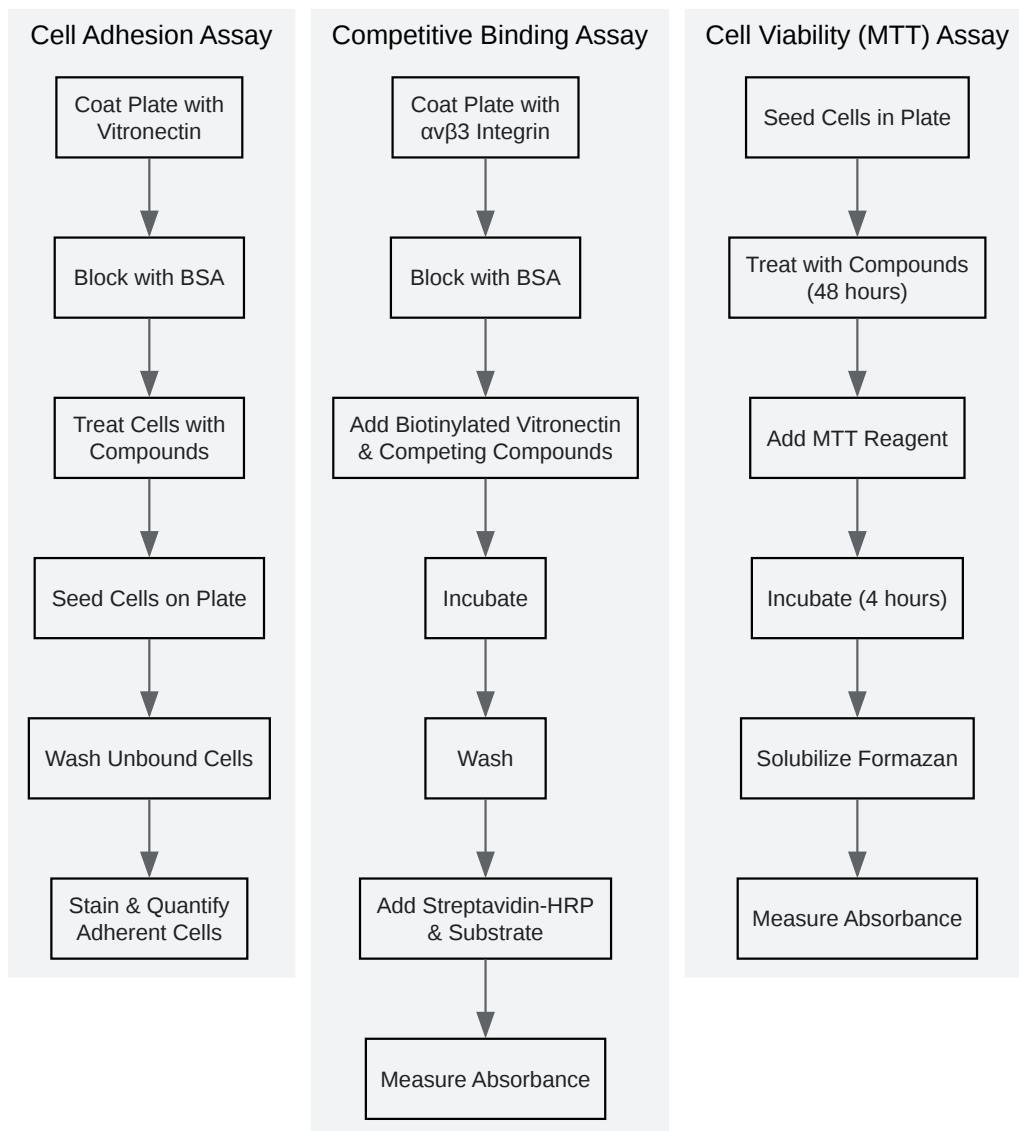 Cell Adhesion Assay
Coat Plate with
Vitronectin
Block with BSA
Treat Cells with
Compounds
Seed Cells on Plate
Wash Unbound Cells
Stain & Quantify
Adherent Cells
Competitive Binding Assay
Coat Plate with
αvβ3 Integrin
Block with BSA
Add Biotinylated Vitronectin
& Competing Compounds
Incubate
Wash
Add Streptavidin-HRP
& Substrate
Measure Absorbance
Cell Viability (MTT) Assay
Seed Cells in Plate
Treat with Compounds
(48 hours)
Add MTT Reagent
Incubate (4 hours)
Solubilize Formazan
Measure Absorbance